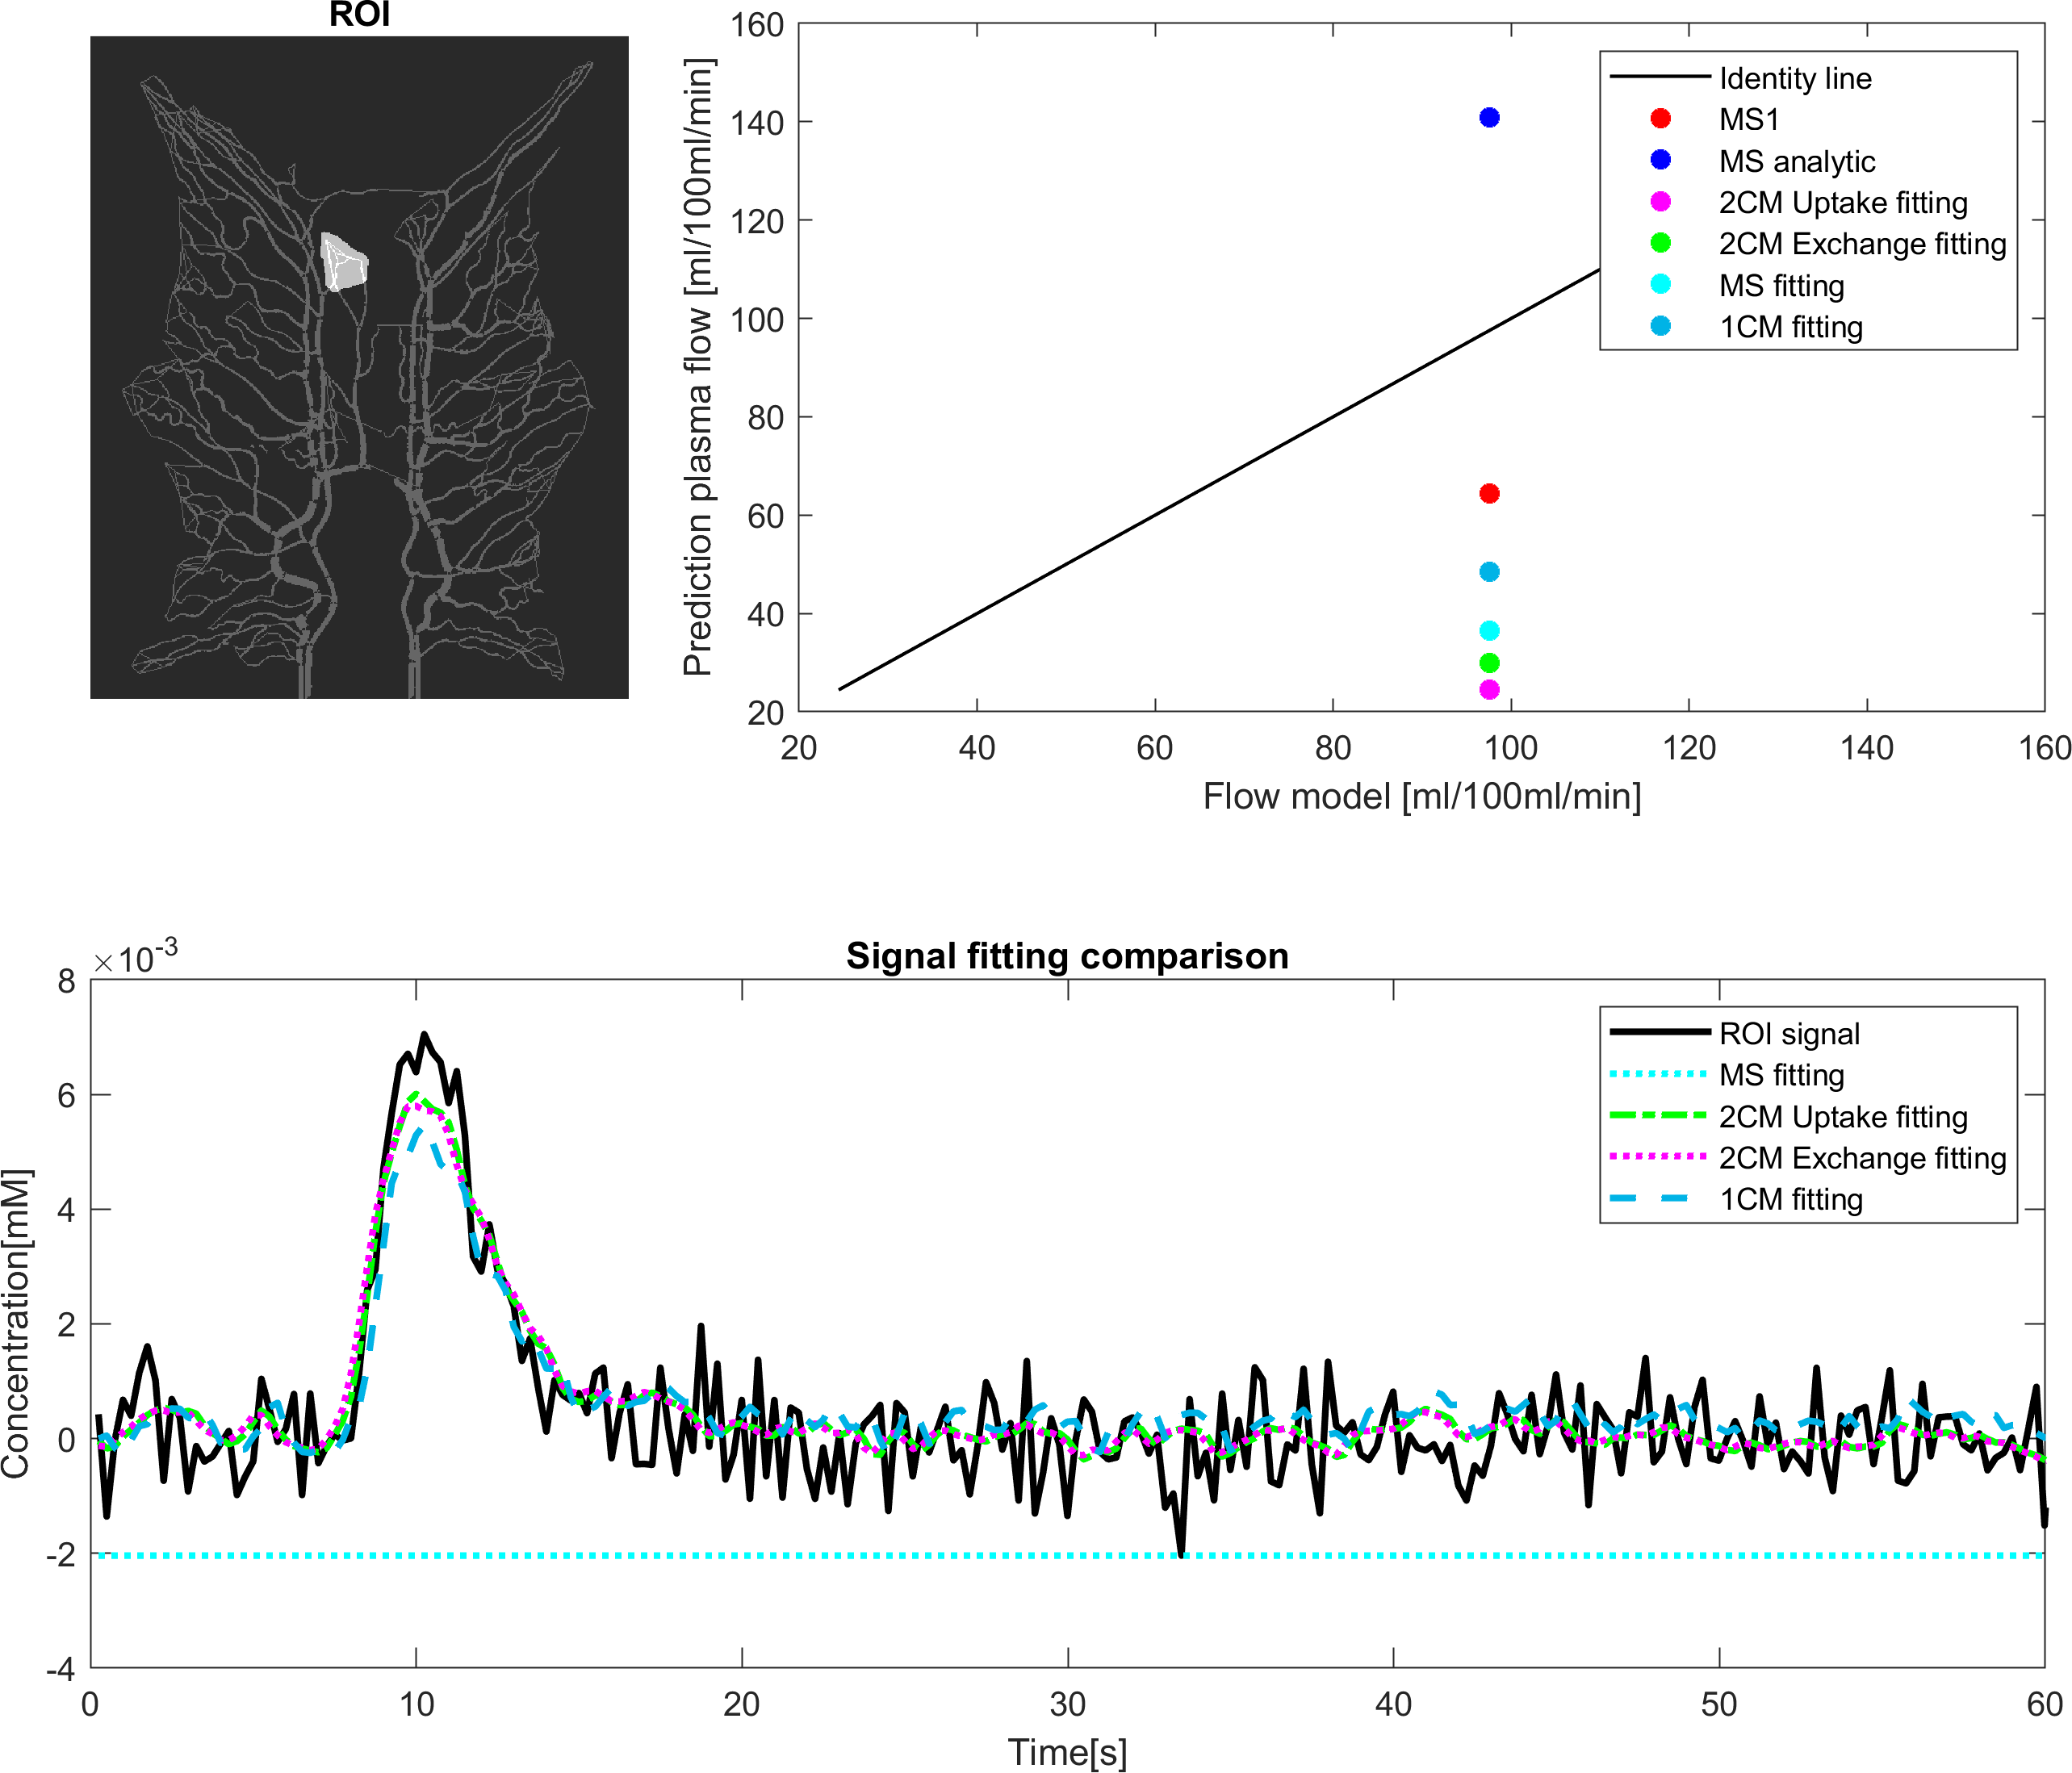 ROI
Prediction plasma flow [ml/100ml/min]
160
140
120
100
80
60
40
20
20 40 60 80 100 120 140 160
Flow model [ml/100ml/min]
Identity line
MS1
MS analytic
2CM Uptake fitting
2CM Exchange fitting
MS fitting
1CM fitting
Signal fitting comparison
×10-3
Concentration[mM]
8
6
4
2
0
-2
-4
0 10 20 30 40 50 60
Time[s]
ROI signal
MS fitting
2CM Uptake fitting
2CM Exchange fitting
1CM fitting